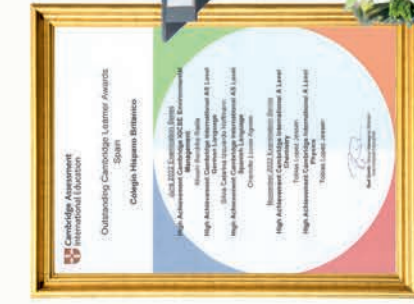 Cambridge Assessment
International Education
Outstanding Cambridge Learner Awards
Spain
Colegio Hispano Británico
June 2022 Examination Series
High Achievement Cambridge IGCSE Environmental
Management
High Achievement Cambridge International AS Level
German Language
High Achievement Cambridge International AS Level
Spanish Language
November 2022 Examination Series
High Achievement Cambridge International A Level
Chemistry
Tobias Lopez Jensen
High Achievement Cambridge International A Level
Physics
Tobias Lopez Jensen